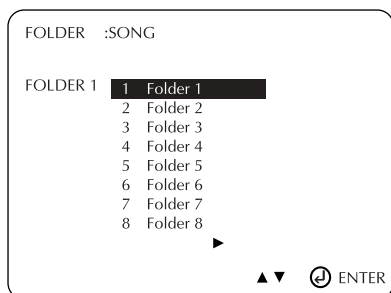 FOLDER :SONG
FOLDER 1 1 Folder 1
2 Folder 2
3 Folder 3
4 Folder 4
5 Folder 5
6 Folder 6
7 Folder 7
8 Folder 8
►
▲ ▼ ENTER